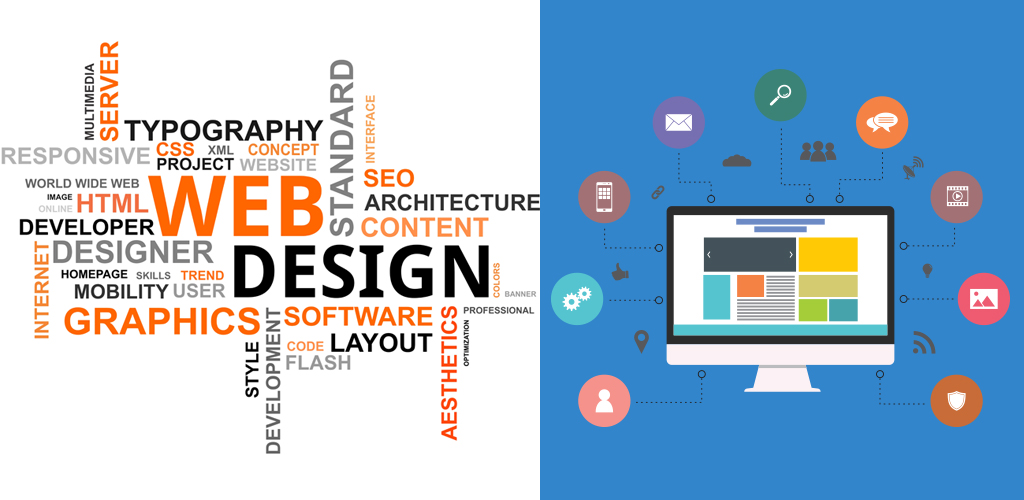 MULTIMEDIA
SERVER
TYPOGRAPHY
STANDARD
INTERFACE
RESPONSIVE
CSS
XML
CONCEPT
PROJECT
WEBSITE
WORLD WIDE WEB
WEB
SEO
IMAGE
HTML
ARCHITECTURE
ONLINE
DEVELOPER
CONTENT
INTERNET
DESIGNER
DESIGN
HOMEPAGE
SKILLS
TREND
COLORS
MOBILITY
USER
BANNER
GRAPHICS
SOFTWARE
AESTHETICS
PROFESSIONAL
STYLE
DEVELOPMENT
CODE
LAYOUT
OPTIMIZATION
FLASH